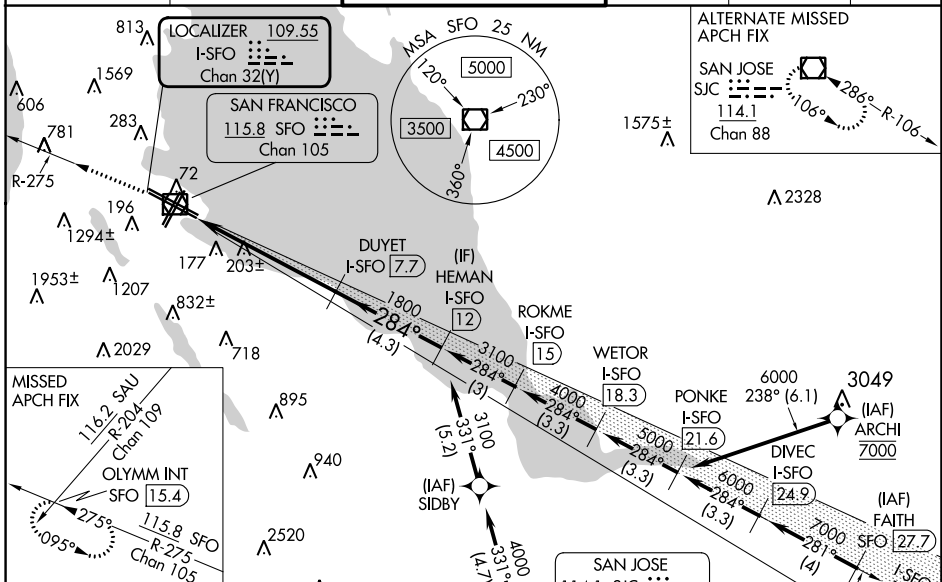 813
LOCALIZER 109.55
I-SFO
Chan 32(Y)
1569
606
SAN FRANCISCO
115.8 SFO
Chan 105
781
283
R-275
72
196
1294±
177
203±
1953±
1207
832±
2029
718
895
940
2520
MSA SFO 25 NM
5000
120°
230°
3500
4500
360°
1575±
2328
ALTERNATE MISSED
APCH FIX
SAN JOSE
SJC
114.1
Chan 88
286°
R-106
106°
DUYET
I-SFO 7.7
(IF)
HEMAN
I-SFO
12
ROKME
I-SFO
15
WETOR
I-SFO
18.3
PONKE
I-SFO
21.6
6000
238° (6.1)
3049
(IAF)
ARCHI
7000
DIVEC
I-SFO
24.9
(IAF)
FAITH
SFO 27.7
I-SFO
1800
284°
(4.3)
3100
284°
(3)
4000
284°
(3.3)
5000
284°
(3.3)
6000
284°
(3.3)
7000
281°
(4)
3100
331°
(5.2)
(IAF)
SIDBY
4000
331°
SAN JOSE
MISSED
APCH FIX
116.2 SAU
R-204
Chan 109
OLYMM INT
SFO 15.4
275°
095°
115.8 SFO
R-275
Chan 105